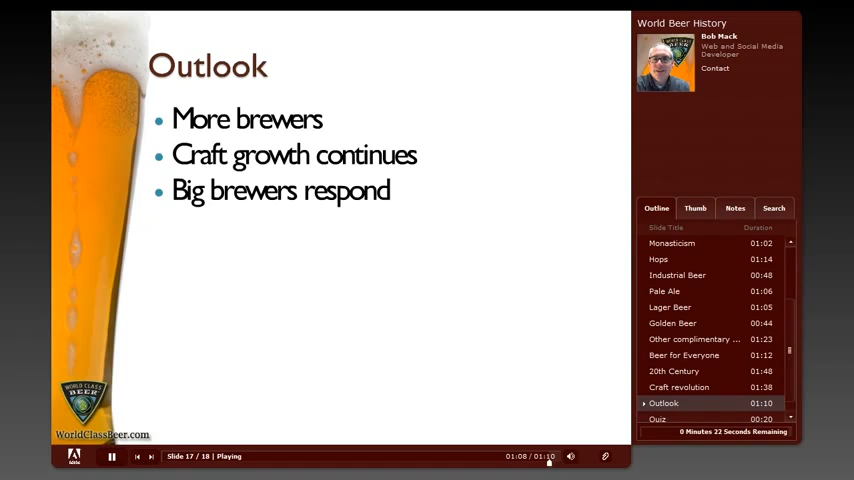 Outlook
• More brewers
• Craft growth continues
• Big brewers respond
WORLD CLASS
BEER
WorldClassBeer.com
Adobe
Slide 17 / 18 | Playing
01:08 / 01:10
World Beer History
Bob Mack
Web and Social Media
Developer
Contact
Outline Thumb Notes Search
Slide Title Duration
Monasticism 01:02
Hops 01:14
Industrial Beer 00:48
Pale Ale 01:06
Lager Beer 01:05
Golden Beer 00:44
Other complimentary ... 01:23
Beer for Everyone 01:12
20th Century 01:48
Craft revolution 01:38
Outlook 01:10
Quiz 00:20
0 Minutes 22 Seconds Remaining